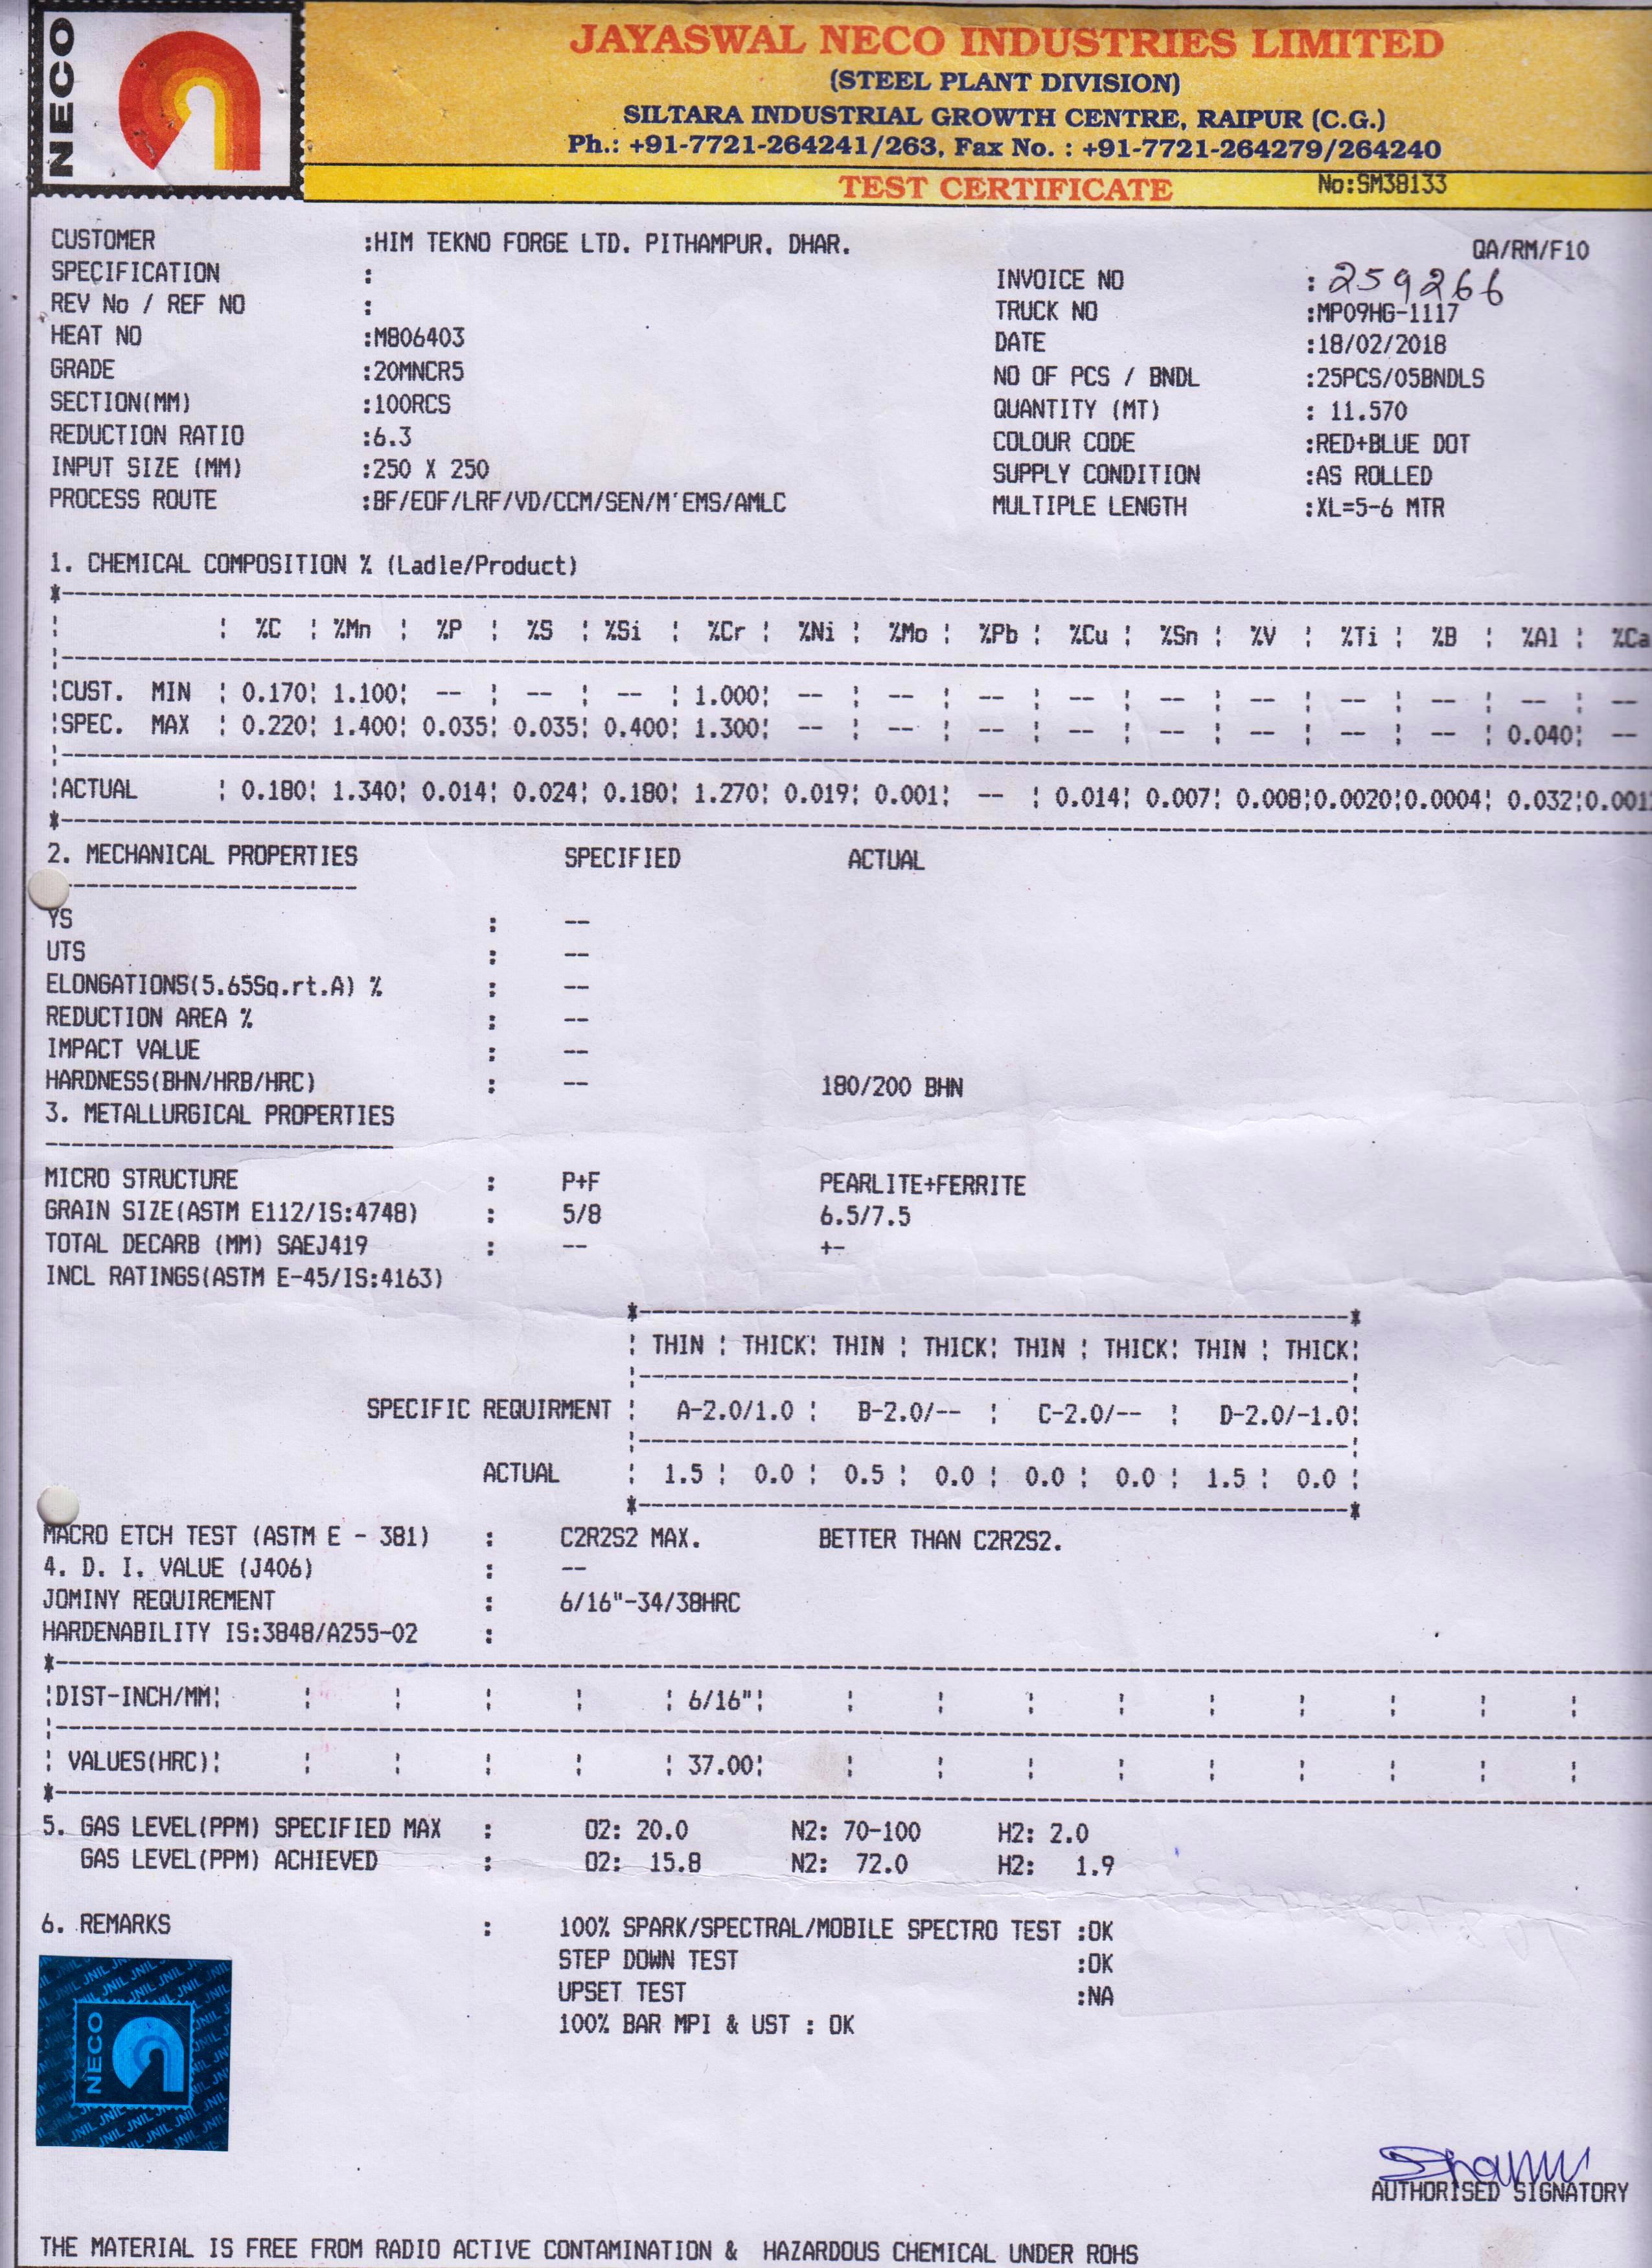 NECO
JAYASWAL NECO INDUSTRIES LIMITED
(STEEL PLANT DIVISION)
SILTARA INDUSTRIAL GROWTH CENTRE, RAIPUR (C.G.)
Ph.: +91-7721-264241/263, Fax No. : +91-7721-264279/264240
TEST CERTIFICATE No:SM38133
QA/RM/F10
CUSTOMER :HIM TEKNO FORGE LTD. PITHAMPUR. DHAR.
SPECIFICATION : INVOICE NO : 259266
REV No / REF NO : TRUCK NO :MP09HG-1117
HEAT NO :M806403 DATE :18/02/2018
GRADE :20MNCR5 NO OF PCS / BNDL :25PCS/05BNDLS
SECTION(MM) :100RCS QUANTITY (MT) : 11.570
REDUCTION RATIO :6.3 COLOUR CODE :RED+BLUE DOT
INPUT SIZE (MM) :250 X 250 SUPPLY CONDITION :AS ROLLED
PROCESS ROUTE :BF/EOF/LRF/VD/CCM/SEN/M'EMS/AMLC MULTIPLE LENGTH :XL=5-6 MTR
1. CHEMICAL COMPOSITION % (Ladle/Product)
%C %Mn %P %S %Si %Cr %Ni %Mo %Pb %Cu %Sn %V %Ti %B %Al %Ca
CUST. MIN 0.170 1.100 -- -- -- 1.000 -- -- -- -- -- -- -- -- -- --
SPEC. MAX 0.220 1.400 0.035 0.035 0.400 1.300 -- -- -- -- -- -- -- -- 0.040 --
ACTUAL 0.180 1.340 0.014 0.024 0.180 1.270 0.019 0.001 -- 0.014 0.007 0.008 0.0020 0.0004 0.032 0.001
2. MECHANICAL PROPERTIES SPECIFIED ACTUAL
YS : --
UTS : --
ELONGATIONS(5.65Sq.rt.A) % : --
REDUCTION AREA % : --
IMPACT VALUE : --
HARDNESS(BHN/HRB/HRC) : -- 180/200 BHN
3. METALLURGICAL PROPERTIES
MICRO STRUCTURE : P+F PEARLITE+FERRITE
GRAIN SIZE(ASTM E112/IS:4748) : 5/8 6.5/7.5
TOTAL DECARB (MM) SAEJ419 : -- +-
INCL RATINGS(ASTM E-45/IS:4163)
THIN THICK THIN THICK THIN THICK THIN THICK
SPECIFIC REQUIRMENT A-2.0/1.0 B-2.0/-- C-2.0/-- D-2.0/-1.0
ACTUAL 1.5 0.0 0.5 0.0 0.0 0.0 1.5 0.0
MACRO ETCH TEST (ASTM E - 381) : C2R2S2 MAX. BETTER THAN C2R2S2.
4. D. I. VALUE (J406) : --
JOMINY REQUIREMENT : 6/16"-34/38HRC
HARDENABILITY IS:3848/A255-02 :
DIST-INCH/MM 6/16"
VALUES(HRC) 37.00
5. GAS LEVEL(PPM) SPECIFIED MAX : O2: 20.0 N2: 70-100 H2: 2.0
GAS LEVEL(PPM) ACHIEVED : O2: 15.8 N2: 72.0 H2: 1.9
6. REMARKS : 100% SPARK/SPECTRAL/MOBILE SPECTRO TEST :OK
STEP DOWN TEST :OK
UPSET TEST :NA
100% BAR MPI & UST : OK
JNIL
NECO
AUTHORISED SIGNATORY
THE MATERIAL IS FREE FROM RADIO ACTIVE CONTAMINATION & HAZARDOUS CHEMICAL UNDER ROHS